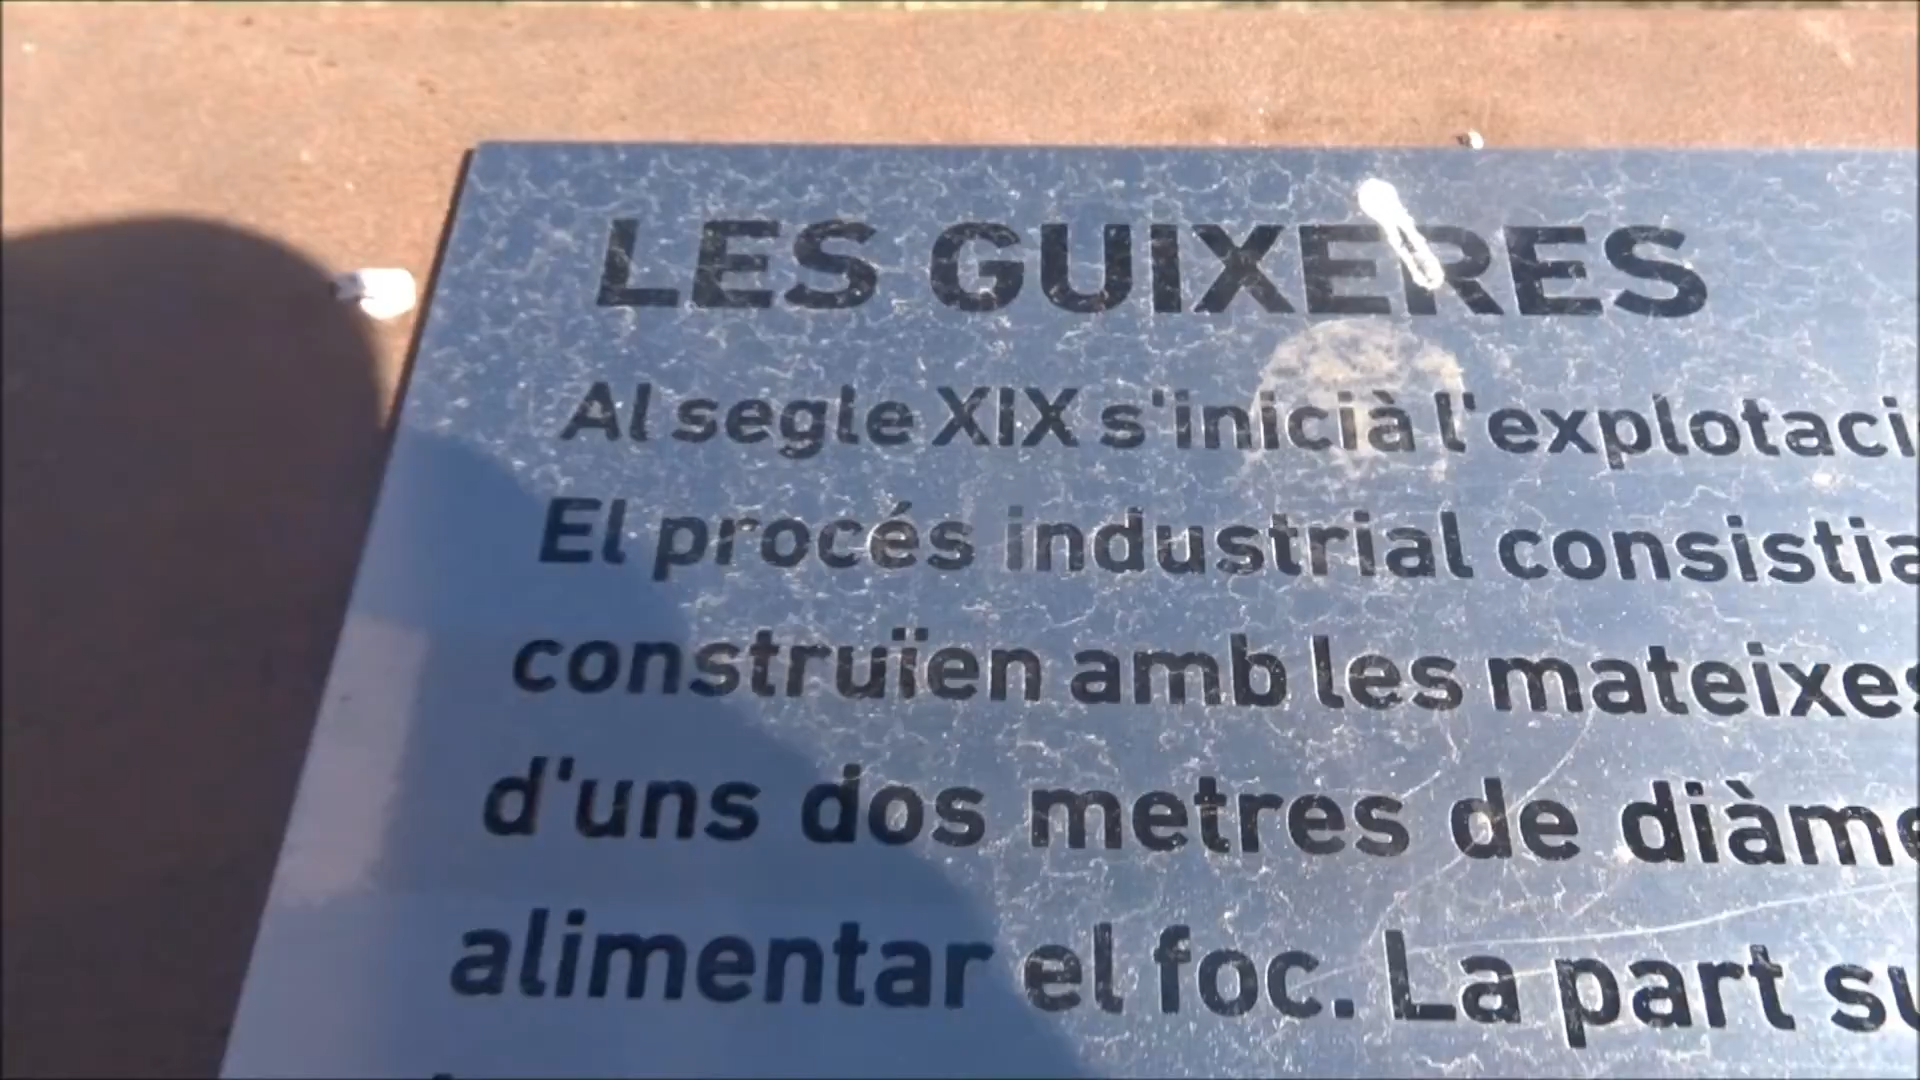 LES GUIXERES
Al segle XIX s'inicià l'explotaci
El procés industrial consistia
construïen amb les mateixes
d'uns dos metres de diàme
alimentar el foc. La part su